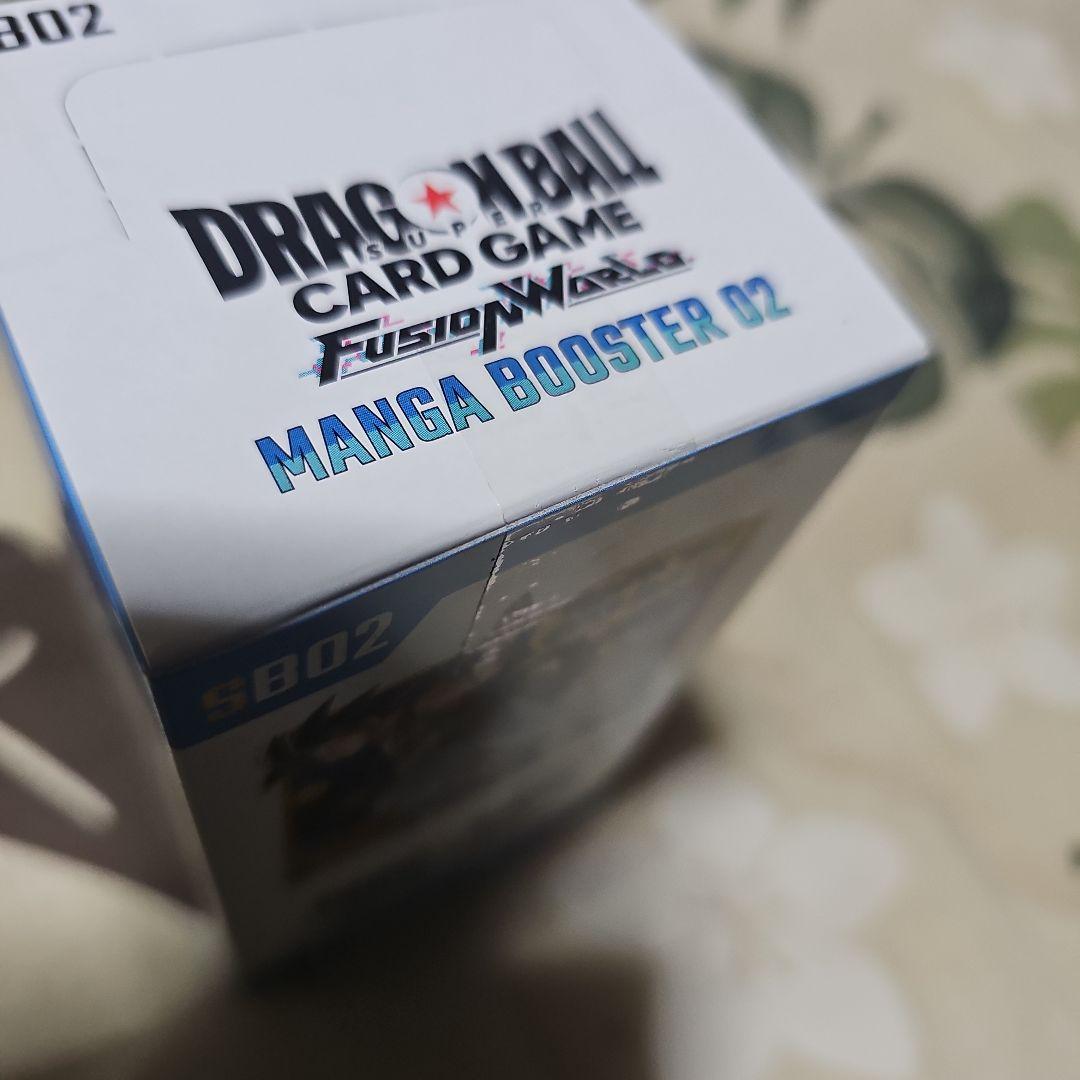 B02
DRAGON BALL
SUPER
CARD GAME
FUSION WORLD
MANGA BOOSTER 02
SB02